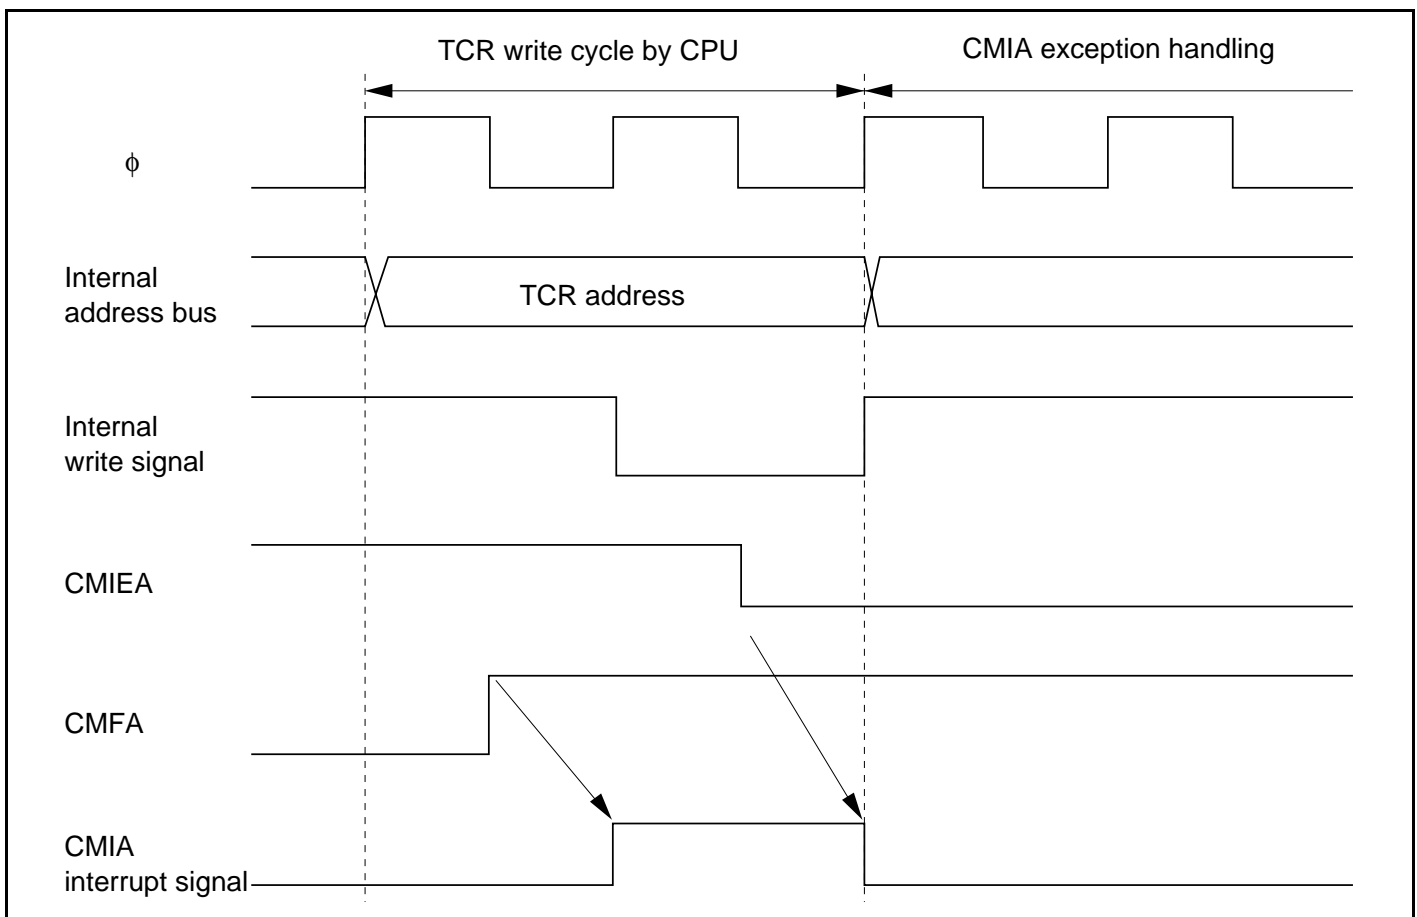 TCR write cycle by CPU
CMIA exception handling
ϕ
Internal
address bus
TCR address
Internal
write signal
CMIEA
CMFA
CMIA
interrupt signal